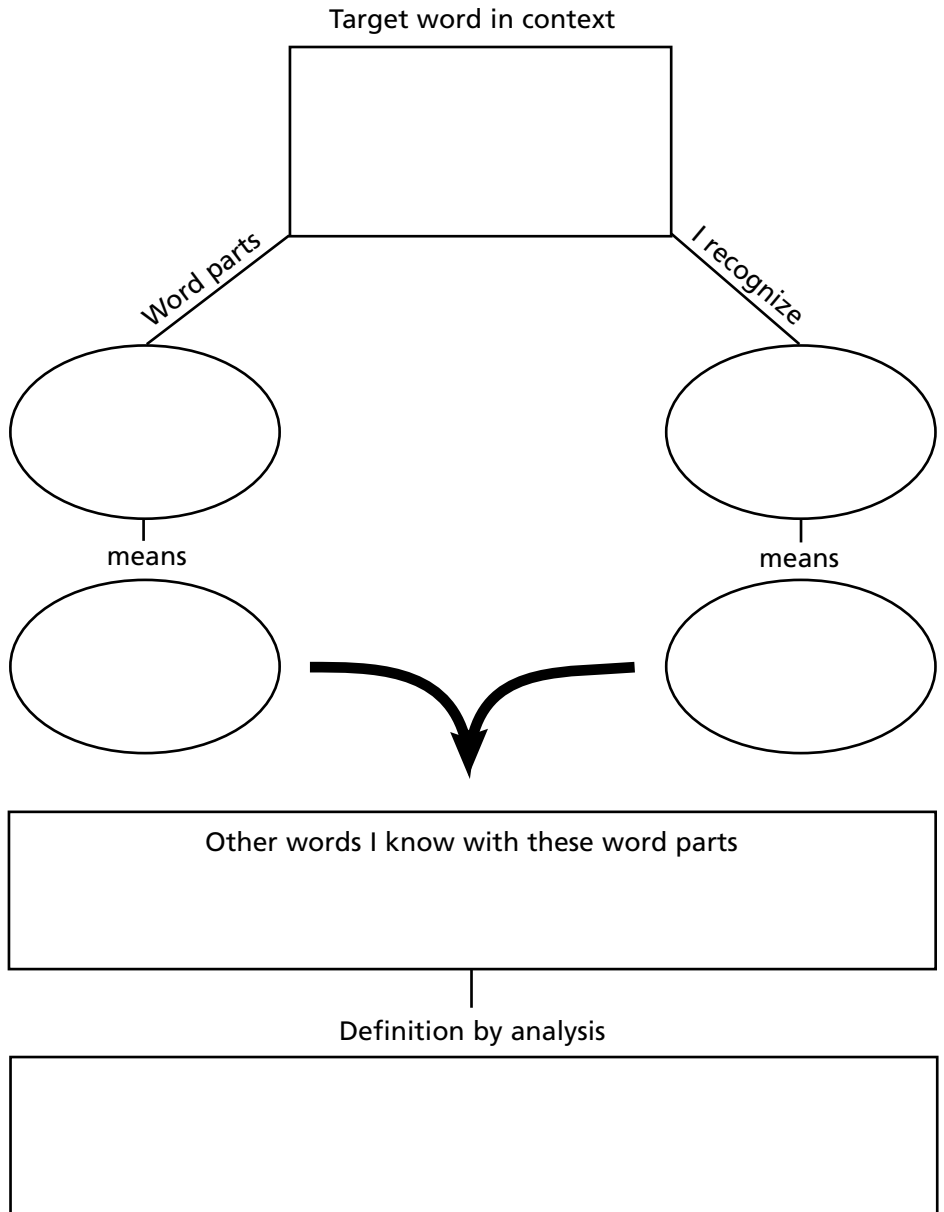 Target word in context
Word parts
I recognize
means
means
Other words I know with these word parts
Definition by analysis